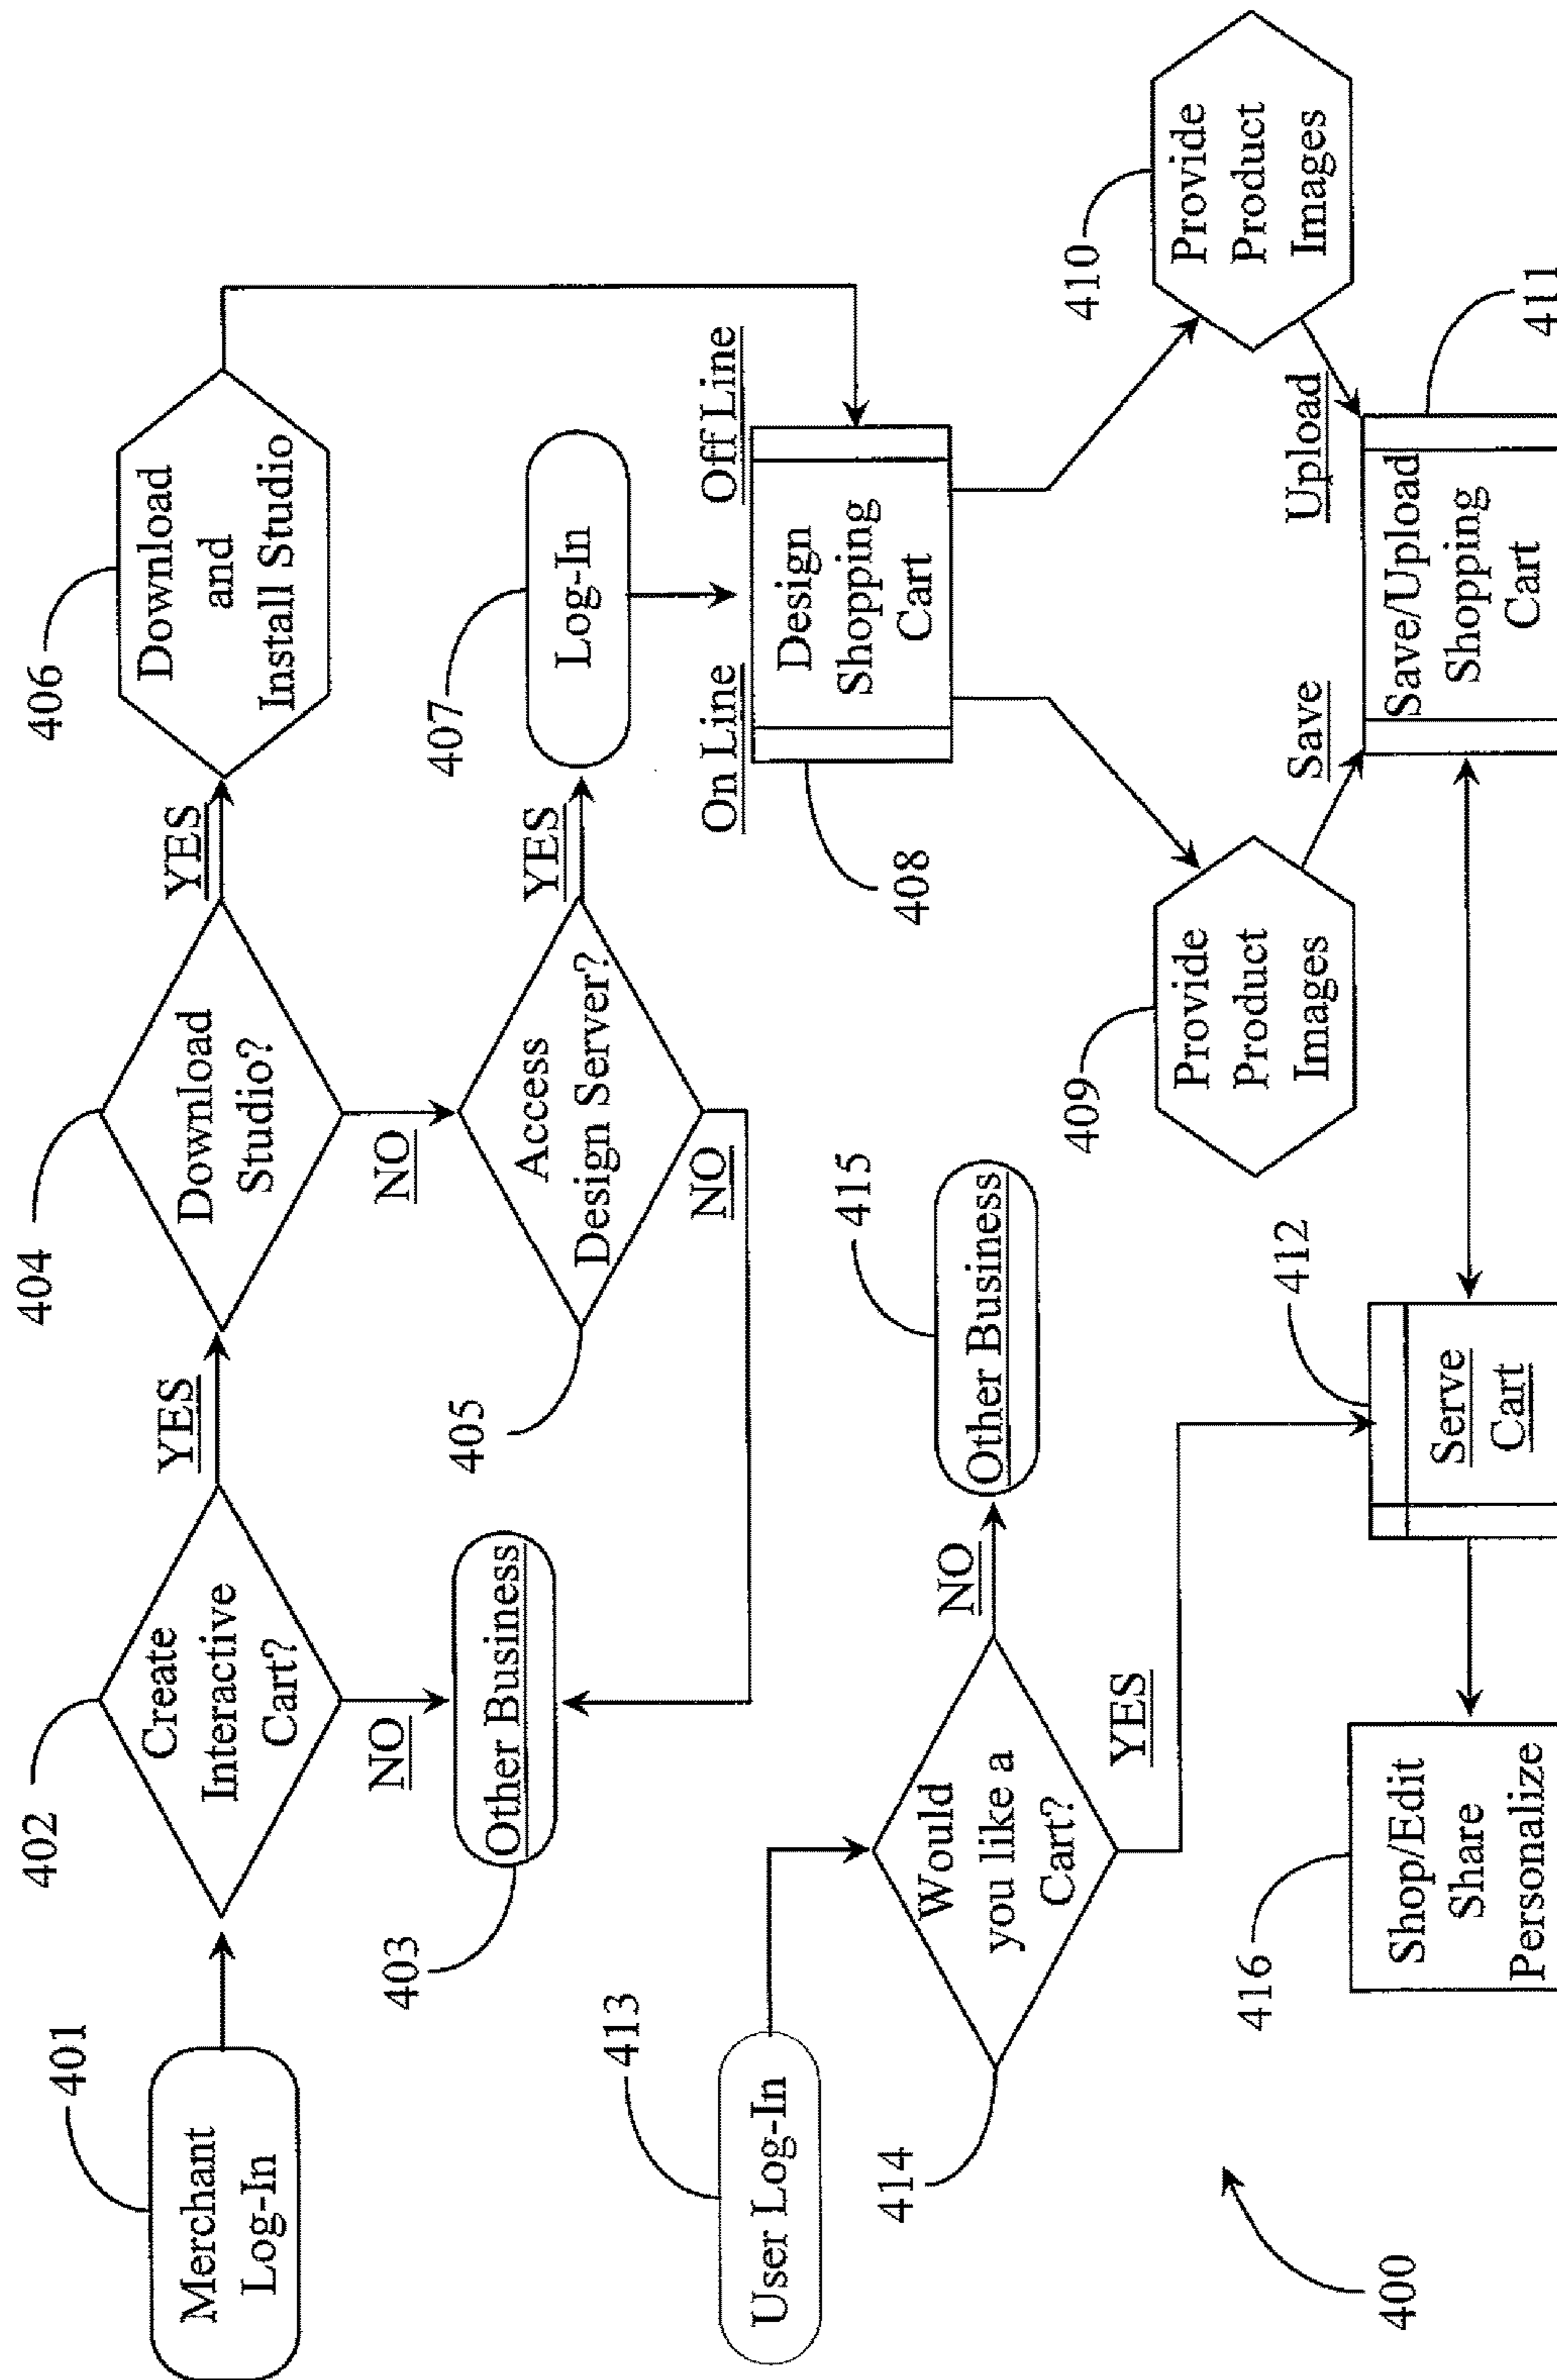 401
Merchant
Log-In
402
Create
Interactive
Cart?
YES
NO
403
Other Business
404
Download
Studio?
YES
NO
406
Download
and
Install Studio
405
Access
Design Server?
YES
NO
407
Log-In
On Line
Off Line
408
Design
Shopping
Cart
409
Provide
Product
Images
410
Provide
Product
Images
Save
Upload
411
Save/Upload
Shopping
Cart
413
User Log-In
414
Would
you like a
Cart?
NO
415
Other Business
YES
412
Serve
Cart
416
Shop/Edit
Share
Personalize
400